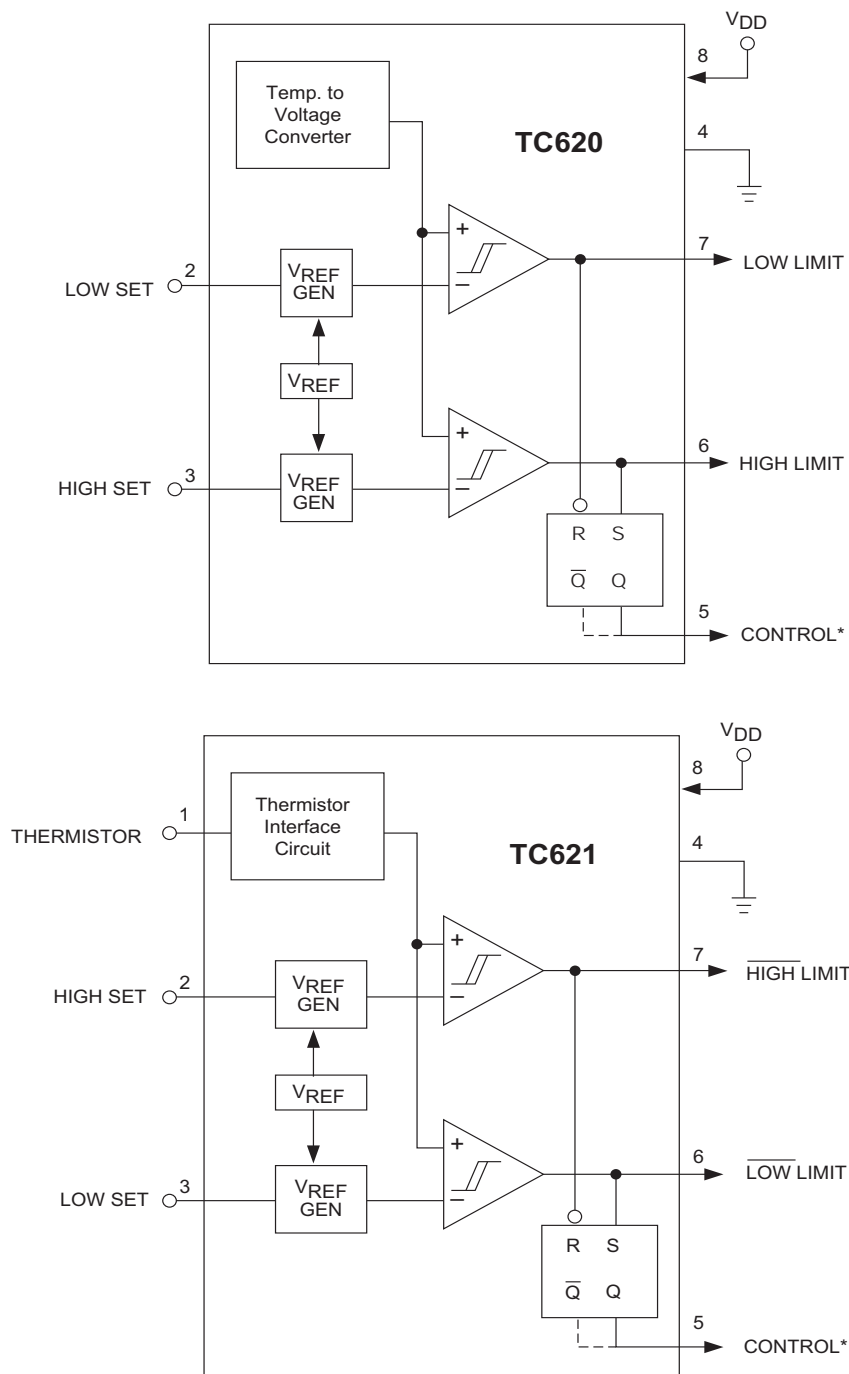 VDD
8
Temp. to
Voltage
Converter
TC620
4
+
7
LOW LIMIT
2
LOW SET
VREF
GEN
−
VREF
+
6
HIGH LIMIT
3
HIGH SET
VREF
GEN
−
R S
Q̅ Q
5
CONTROL*
VDD
8
1
THERMISTOR
Thermistor
Interface
Circuit
TC621
4
+
7
H̅I̅G̅H̅ LIMIT
2
HIGH SET
VREF
GEN
−
VREF
+
6
L̅O̅W̅ LIMIT
3
LOW SET
VREF
GEN
−
R S
Q̅ Q
5
CONTROL*